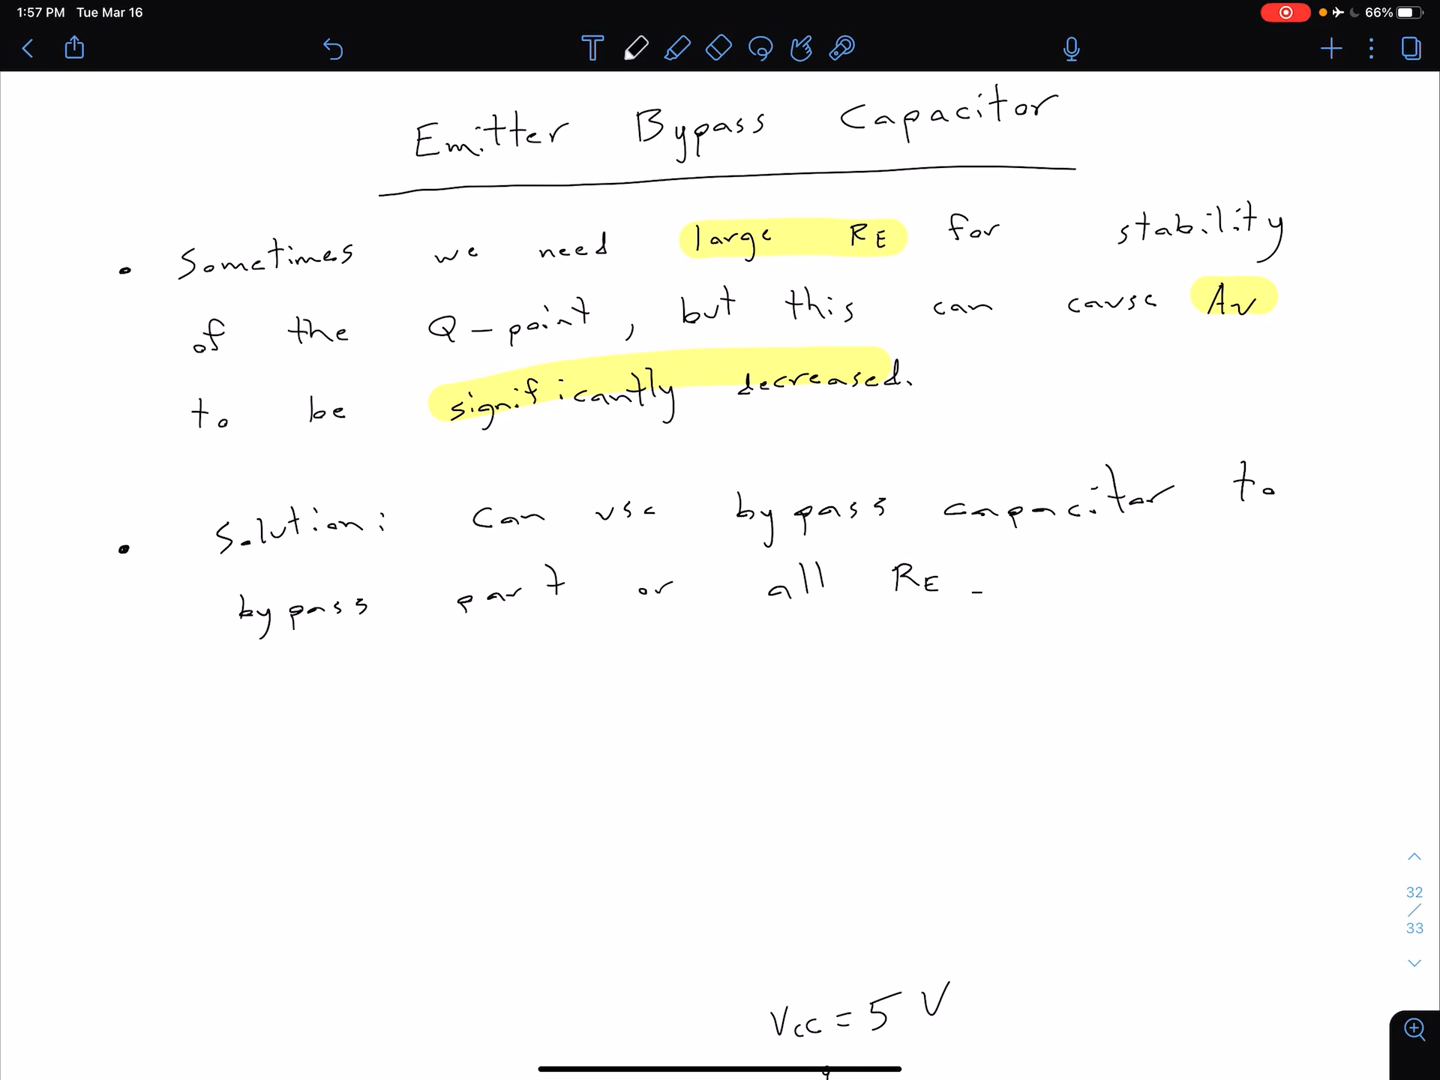 1:57 PM Tue Mar 16
66%
T
Emitter Bypass Capacitor
• Sometimes we need large RE for stability
of the Q-point, but this can cause Av
to be significantly decreased.
• Solution: Can use bypass capacitor to
bypass part or all RE.
32
/
33
VCC = 5 V